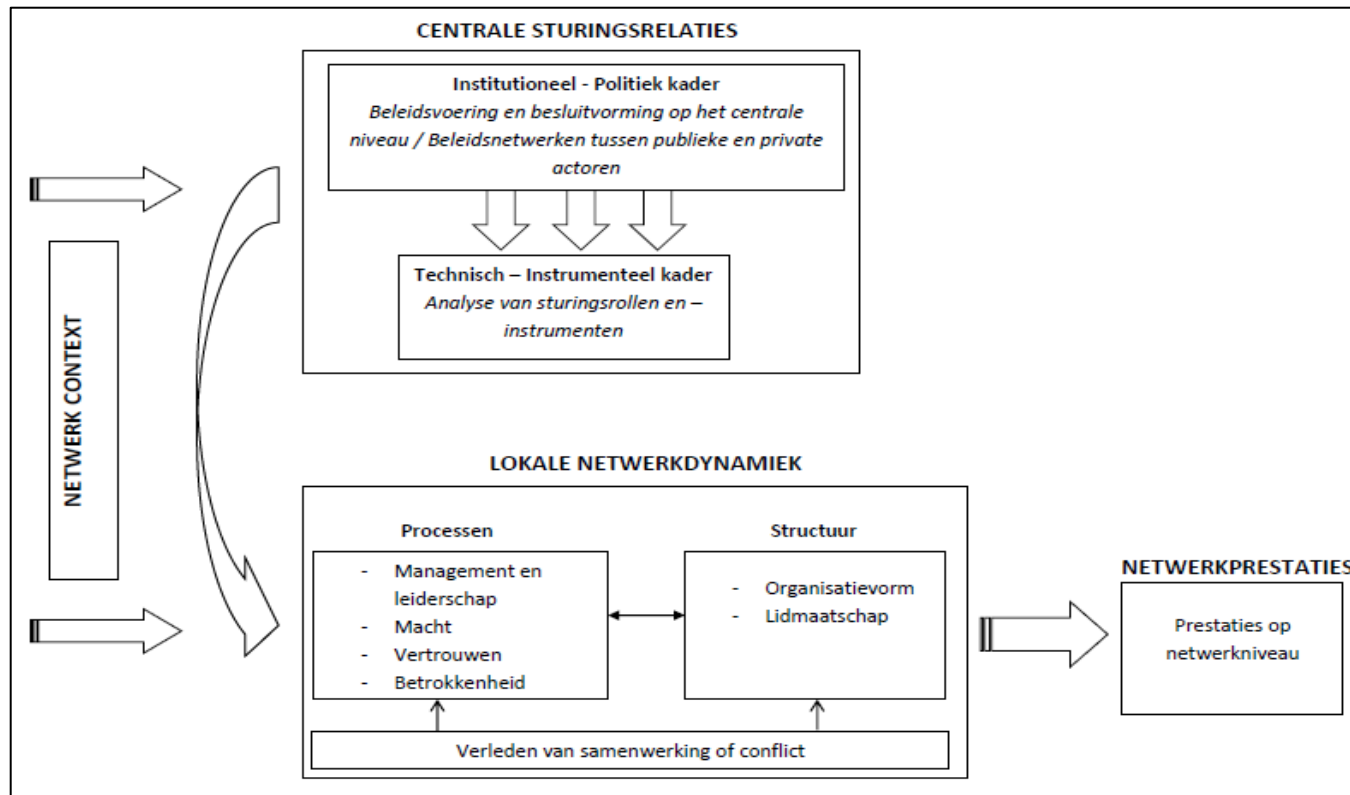 CENTRALE STURINGSRELATIES
Institutioneel - Politiek kader
Beleidsvoering en besluitvorming op het centrale
niveau / Beleidsnetwerken tussen publieke en private
actoren
Technisch – Instrumenteel kader
Analyse van sturingsrollen en –
instrumenten
NETWERK CONTEXT
LOKALE NETWERKDYNAMIEK
Processen
- Management en
leiderschap
- Macht
- Vertrouwen
- Betrokkenheid
Structuur
- Organisatievorm
- Lidmaatschap
Verleden van samenwerking of conflict
NETWERKPRESTATIES
Prestaties op
netwerkniveau